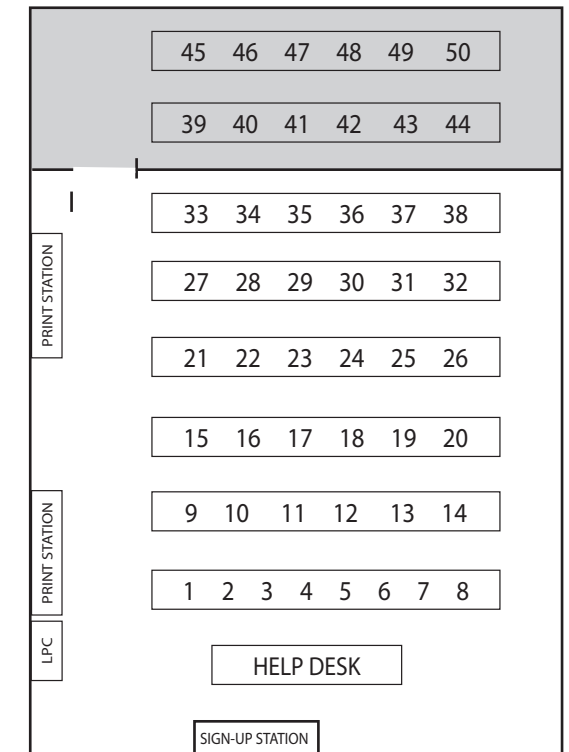 45 46 47 48 49 50
39 40 41 42 43 44
33 34 35 36 37 38
PRINT STATION
27 28 29 30 31 32
21 22 23 24 25 26
15 16 17 18 19 20
PRINT STATION
9 10 11 12 13 14
1 2 3 4 5 6 7 8
LPC
HELP DESK
SIGN-UP STATION